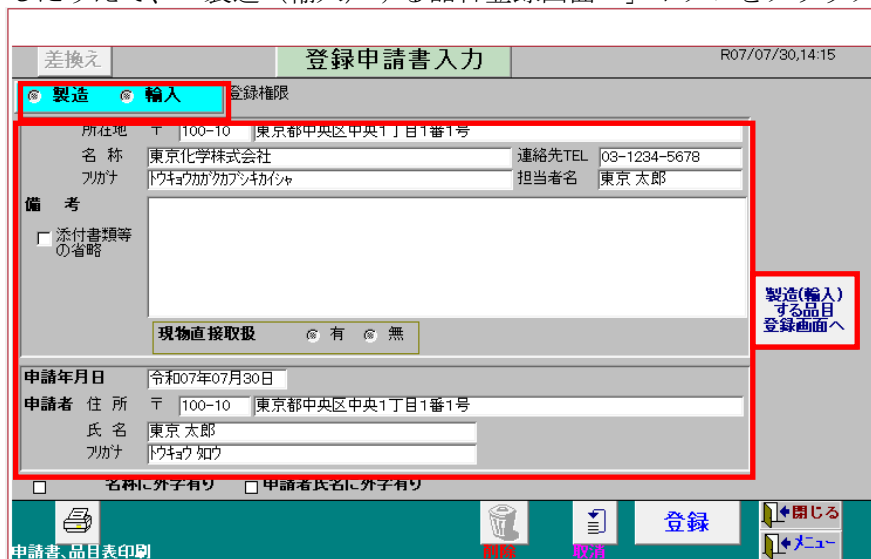 差換え 登録申請書入力 R07/07/30,14:15
製造 輸入 登録権限
所在地 〒 100-10 東京都中央区中央1丁目1番1号
名 称 東京化学株式会社 連絡先TEL 03-1234-5678
フリガナ トウキョウカガクカブシキカイシャ 担当者名 東京 太郎
備 考
添付書類等
の省略
製造(輸入)
する品目
登録画面へ
現物直接取扱 有 無
申請年月日 令和07年07月30日
申請者 住 所 〒 100-10 東京都中央区中央1丁目1番1号
氏 名 東京 太郎
フリガナ トウキョウ タロウ
名称に外字有り 申請者氏名に外字有り
登録 閉じる
申請書、品目表印刷 削除 取消 メニュー